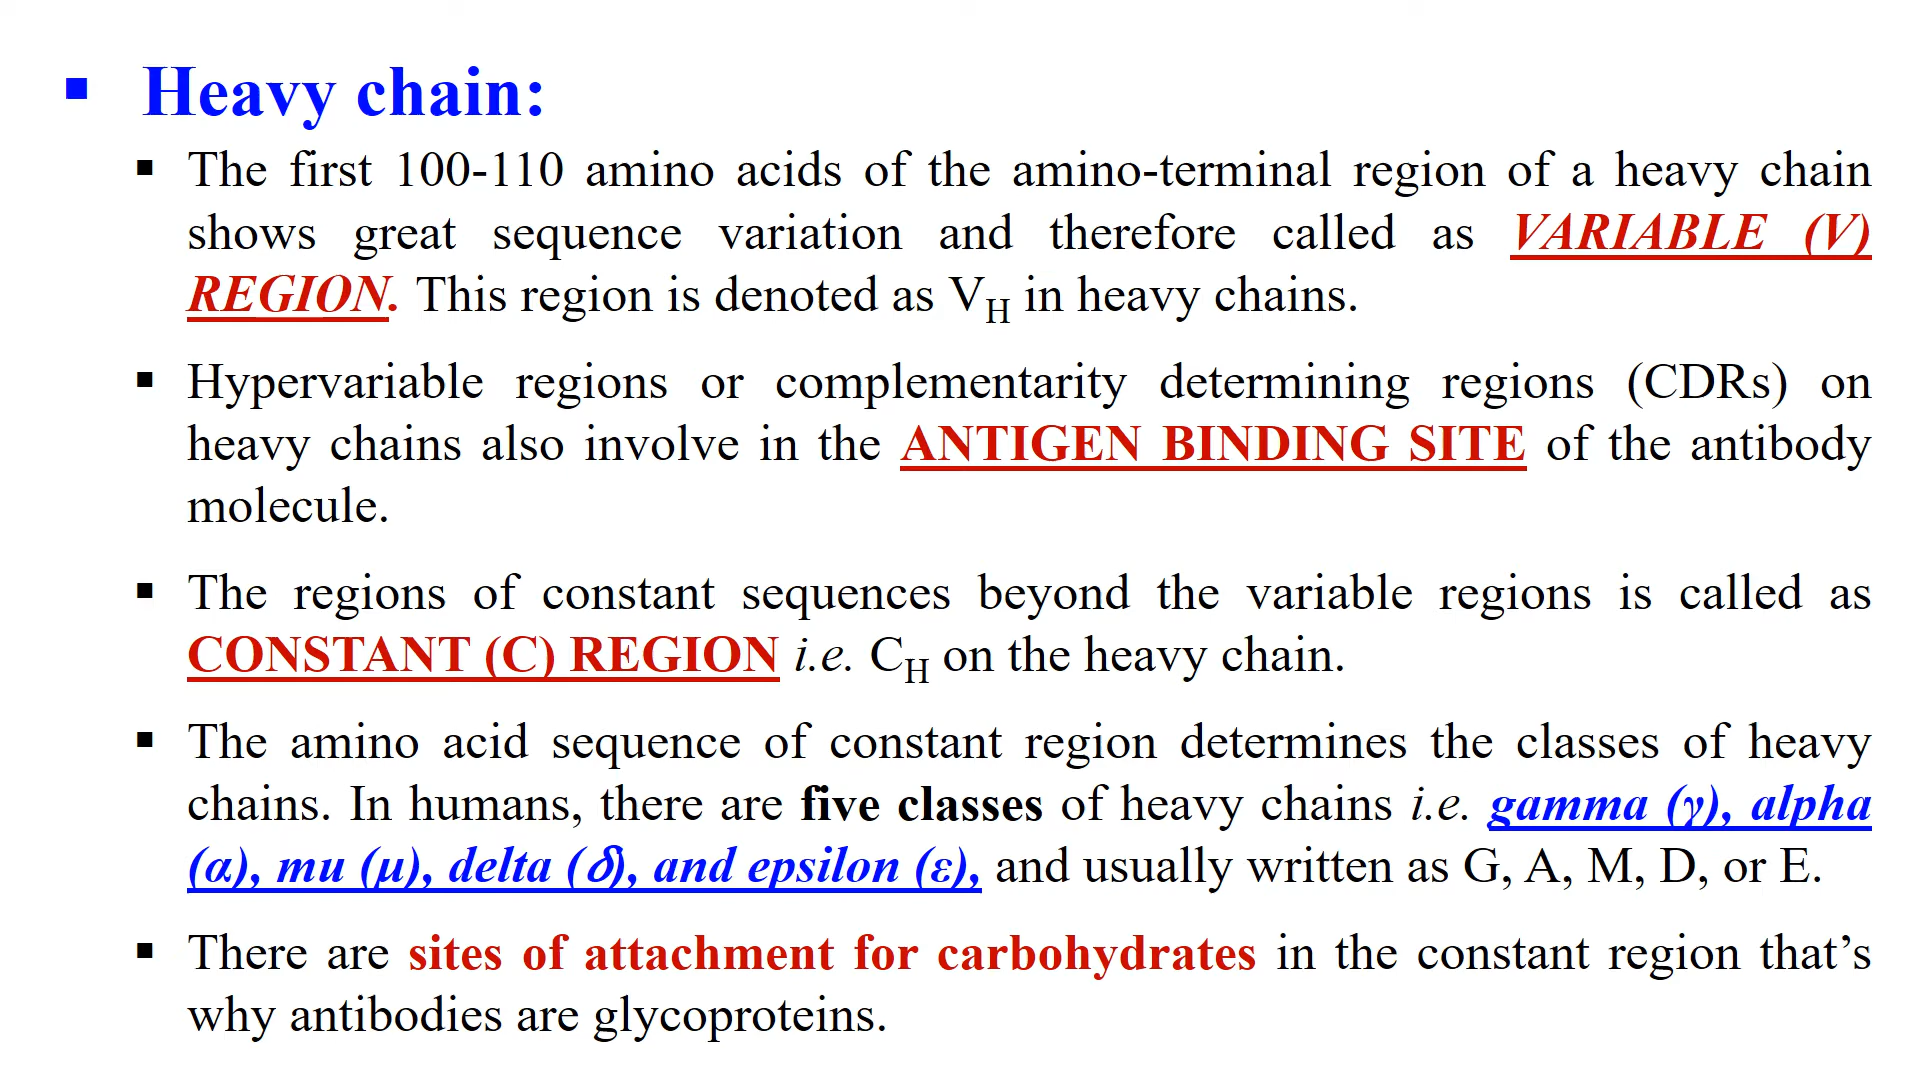 ▪ Heavy chain:
▪ The first 100-110 amino acids of the amino-terminal region of a heavy chain
shows great sequence variation and therefore called as VARIABLE (V)
REGION. This region is denoted as VH in heavy chains.
▪ Hypervariable regions or complementarity determining regions (CDRs) on
heavy chains also involve in the ANTIGEN BINDING SITE of the antibody
molecule.
▪ The regions of constant sequences beyond the variable regions is called as
CONSTANT (C) REGION i.e. CH on the heavy chain.
▪ The amino acid sequence of constant region determines the classes of heavy
chains. In humans, there are five classes of heavy chains i.e. gamma (γ), alpha
(α), mu (μ), delta (δ), and epsilon (ε), and usually written as G, A, M, D, or E.
▪ There are sites of attachment for carbohydrates in the constant region that’s
why antibodies are glycoproteins.